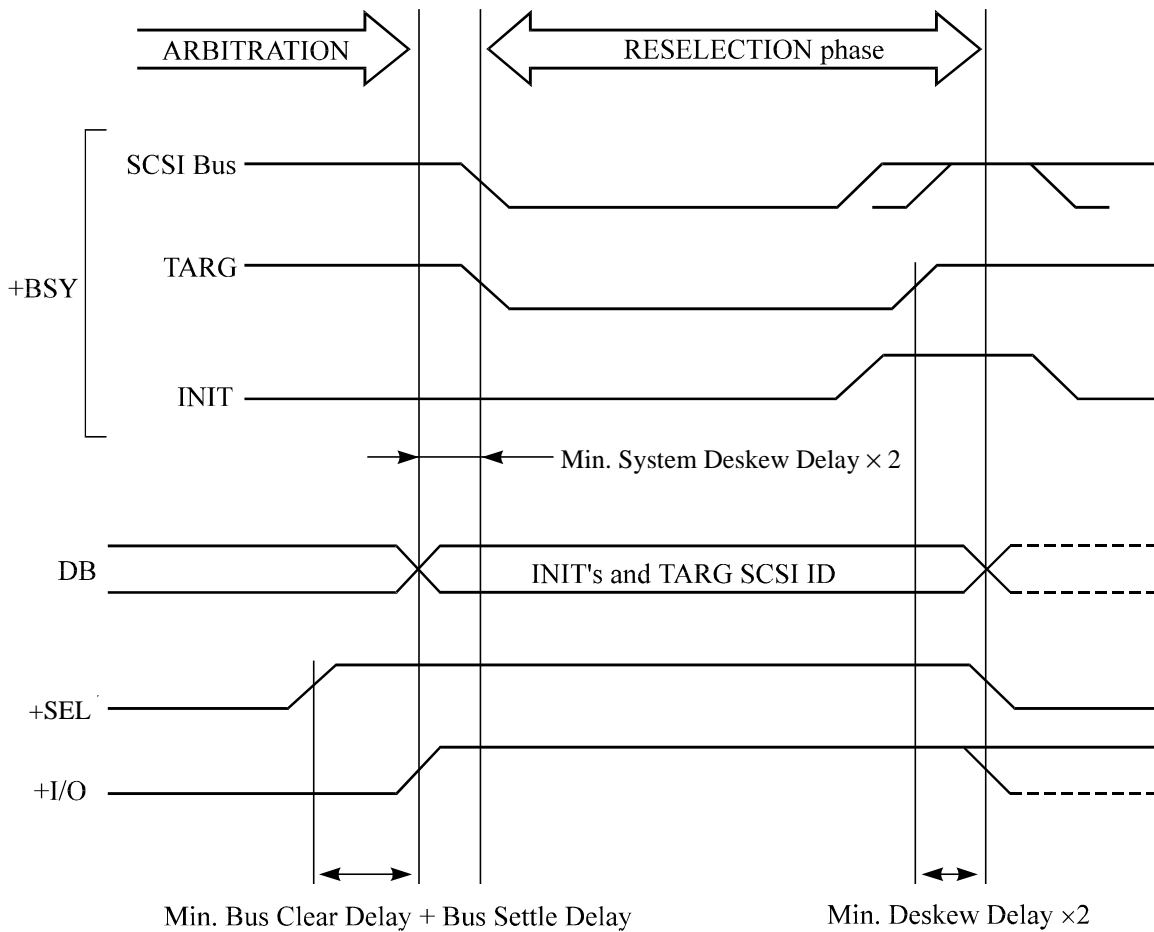 ARBITRATION
RESELECTION phase
SCSI Bus
TARG
+BSY
INIT
Min. System Deskew Delay × 2
DB
INIT's and TARG SCSI ID
+SEL
+I/O
Min. Bus Clear Delay + Bus Settle Delay
Min. Deskew Delay ×2